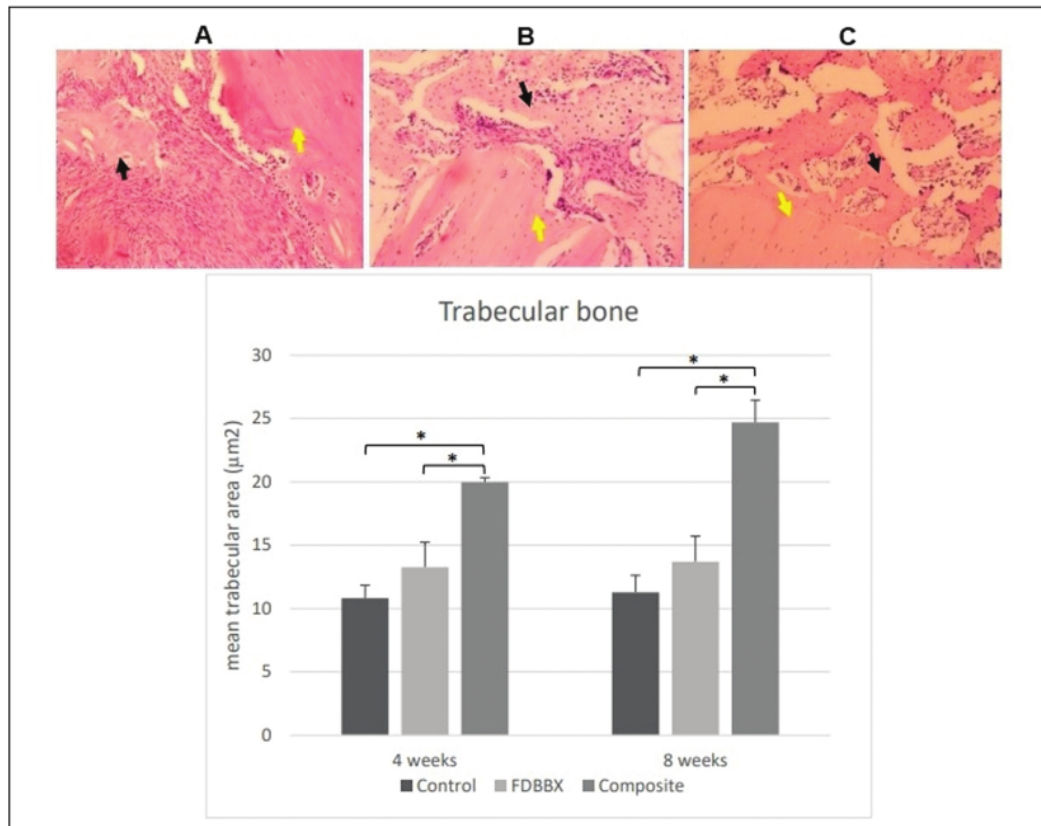 A B C
Trabecular bone
mean trabecular area (μm2)
30
25
20
15
10
5
0
*
*
*
*
4 weeks 8 weeks
Control FDBBX Composite